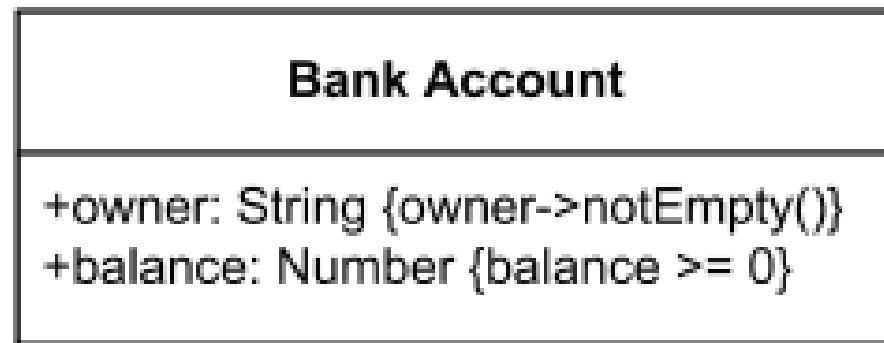 Bank Account
+owner: String {owner->notEmpty()}
+balance: Number {balance >= 0}